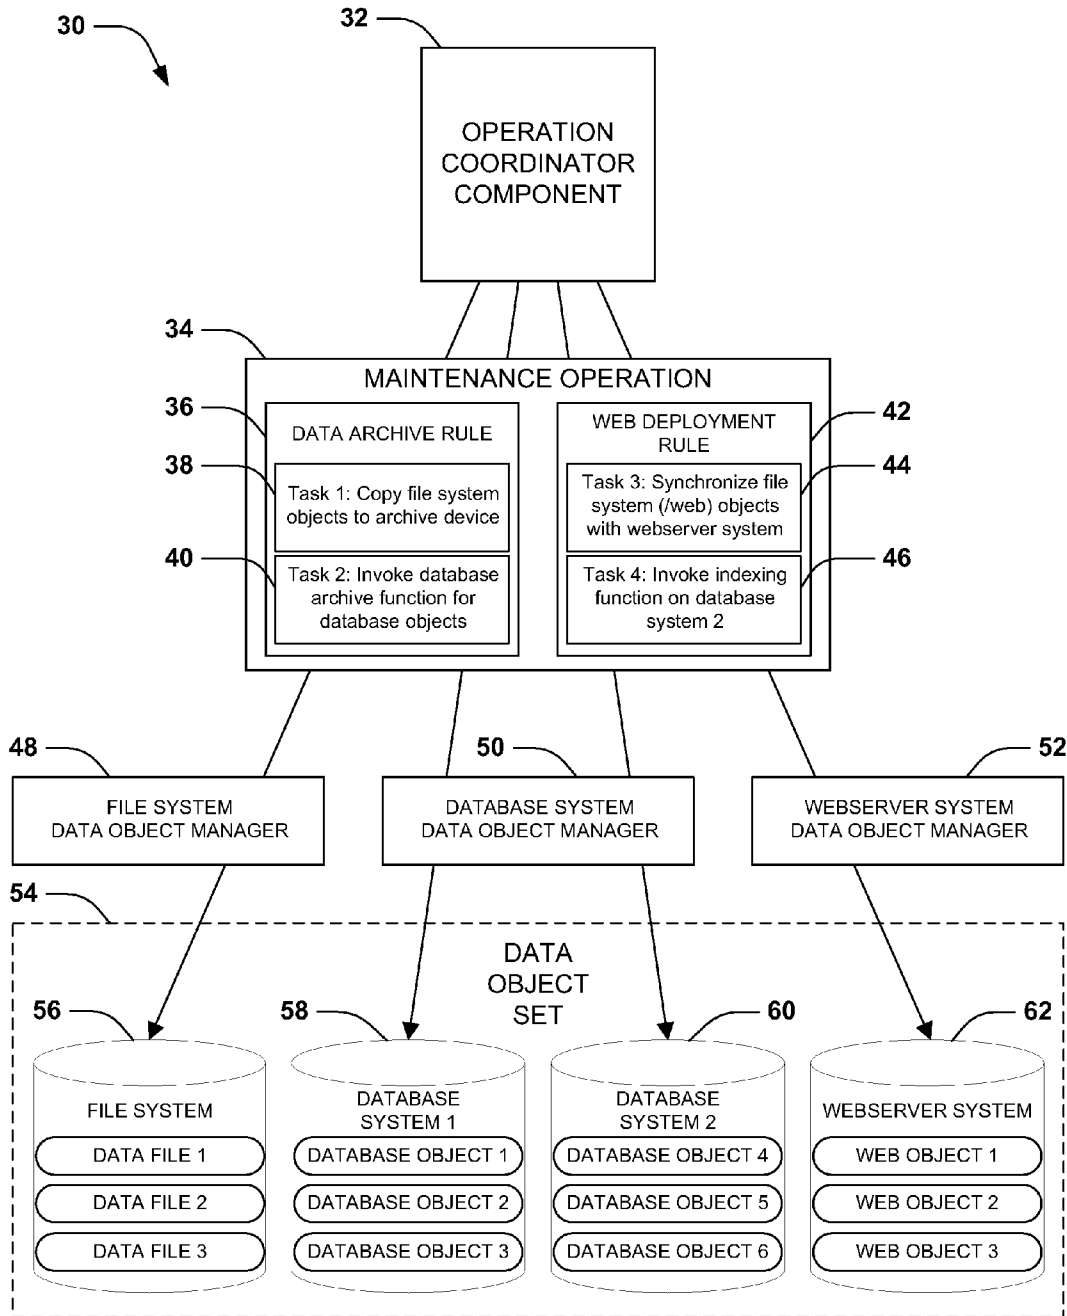 30
32
OPERATION
COORDINATOR
COMPONENT
34
MAINTENANCE OPERATION
36
DATA ARCHIVE RULE
38
Task 1: Copy file system
objects to archive device
40
Task 2: Invoke database
archive function for
database objects
42
WEB DEPLOYMENT
RULE
44
Task 3: Synchronize file
system (/web) objects
with webserver system
46
Task 4: Invoke indexing
function on database
system 2
48
FILE SYSTEM
DATA OBJECT MANAGER
50
DATABASE SYSTEM
DATA OBJECT MANAGER
52
WEBSERVER SYSTEM
DATA OBJECT MANAGER
54
DATA
OBJECT
SET
56
FILE SYSTEM
DATA FILE 1
DATA FILE 2
DATA FILE 3
58
DATABASE
SYSTEM 1
DATABASE OBJECT 1
DATABASE OBJECT 2
DATABASE OBJECT 3
60
DATABASE
SYSTEM 2
DATABASE OBJECT 4
DATABASE OBJECT 5
DATABASE OBJECT 6
62
WEBSERVER SYSTEM
WEB OBJECT 1
WEB OBJECT 2
WEB OBJECT 3